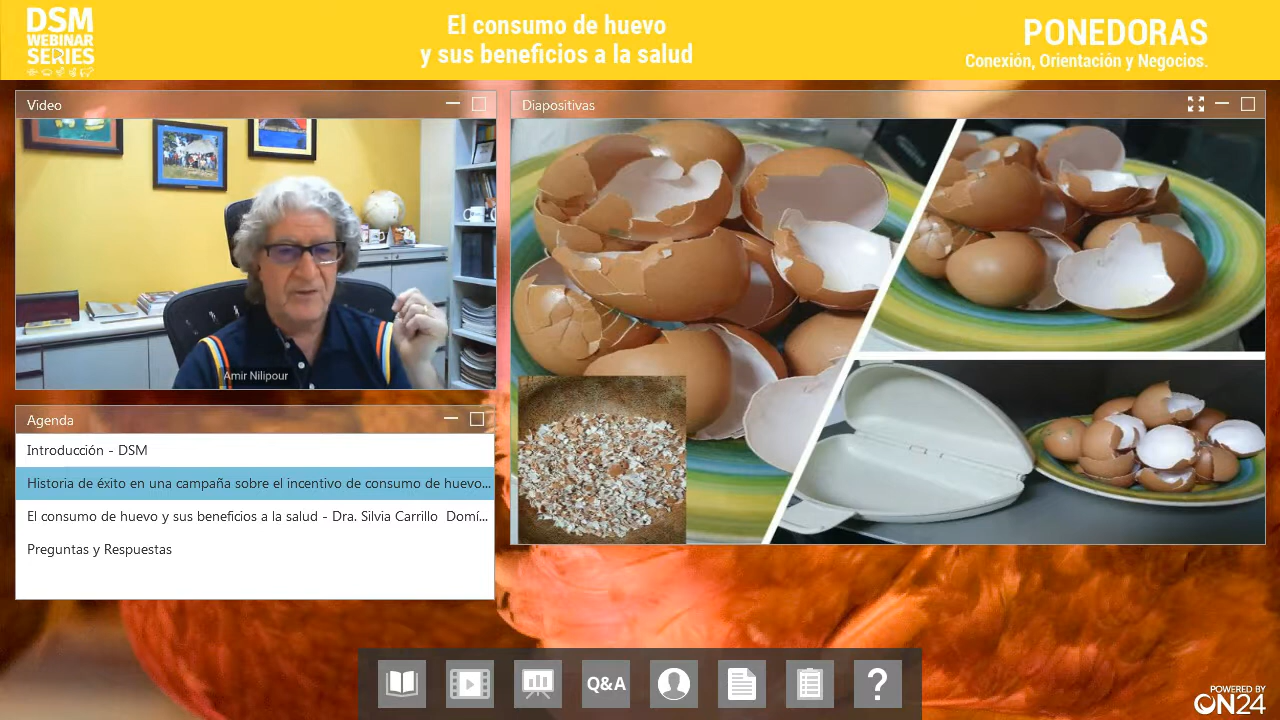 DSM
WEBINAR
SERIES
El consumo de huevo
y sus beneficios a la salud
PONEDORAS
Conexión, Orientación y Negocios.
Video
Amir Nilipour
Diapositivas
Agenda
Introducción - DSM
Historia de éxito en una campaña sobre el incentivo de consumo de huevo...
El consumo de huevo y sus beneficios a la salud - Dra. Silvia Carrillo Domí...
Preguntas y Respuestas
Q&A
?
POWERED BY
ON24